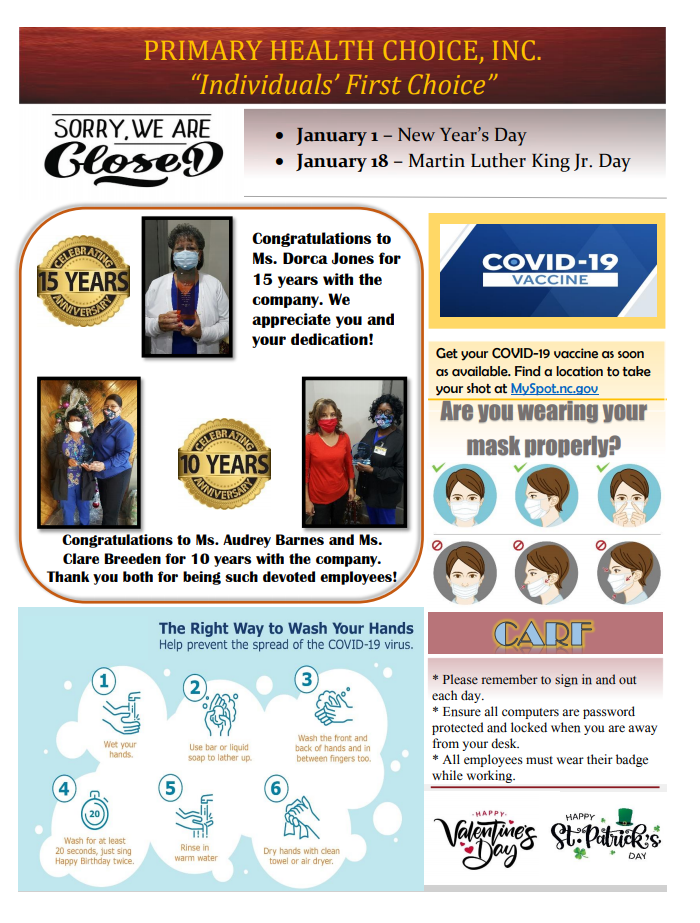 PRIMARY HEALTH CHOICE, INC.
“Individuals’ First Choice”
SORRY, WE ARE
CloseD
• January 1 – New Year’s Day
• January 18 – Martin Luther King Jr. Day
CELEBRATING
15 YEARS
ANNIVERSARY
Congratulations to
Ms. Dorca Jones for
15 years with the
company. We
appreciate you and
your dedication!
CELEBRATING
10 YEARS
ANNIVERSARY
Congratulations to Ms. Audrey Barnes and Ms.
Clare Breeden for 10 years with the company.
Thank you both for being such devoted employees!
COVID-19
VACCINE
Get your COVID-19 vaccine as soon
as available. Find a location to take
your shot at MySpot.nc.gov
Are you wearing your
mask properly?
The Right Way to Wash Your Hands
Help prevent the spread of the COVID-19 virus.
1
Wet your
hands.
2
Use bar or liquid
soap to lather up.
3
Wash the front and
back of hands and in
between fingers too.
4
20
Wash for at least
20 seconds, just sing
Happy Birthday twice.
5
Rinse in
warm water
6
Dry hands with clean
towel or air dryer.
CARF
* Please remember to sign in and out
each day.
* Ensure all computers are password
protected and locked when you are away
from your desk.
* All employees must wear their badge
while working.
HAPPY
Valentine's
Day
HAPPY
St. Patrick's
DAY